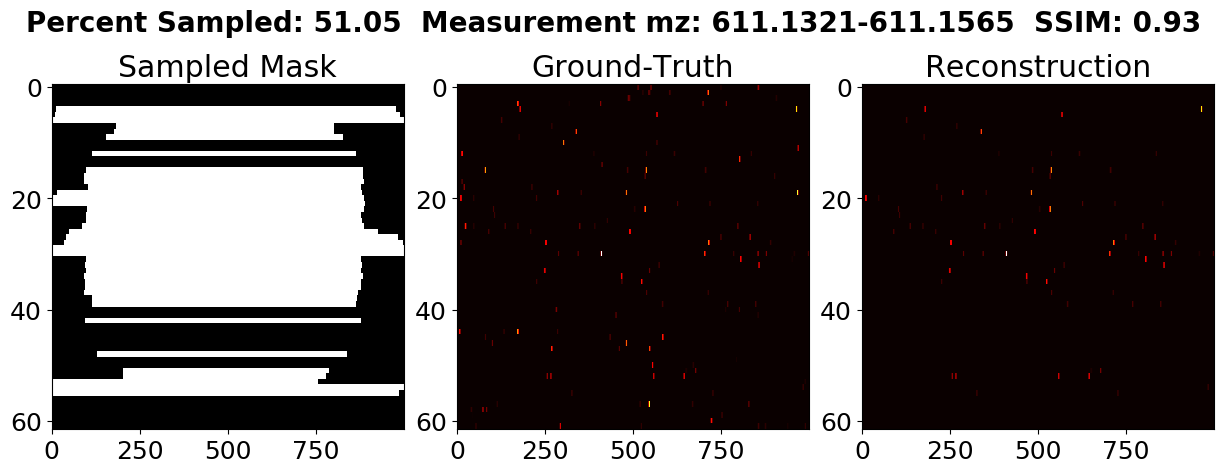 Percent Sampled: 51.05  Measurement mz: 611.1321-611.1565  SSIM: 0.93
Sampled Mask Ground-Truth Reconstruction
0 0 0
20 20 20
40 40 40
60 60 60
0 250 500 750 0 250 500 750 0 250 500 750